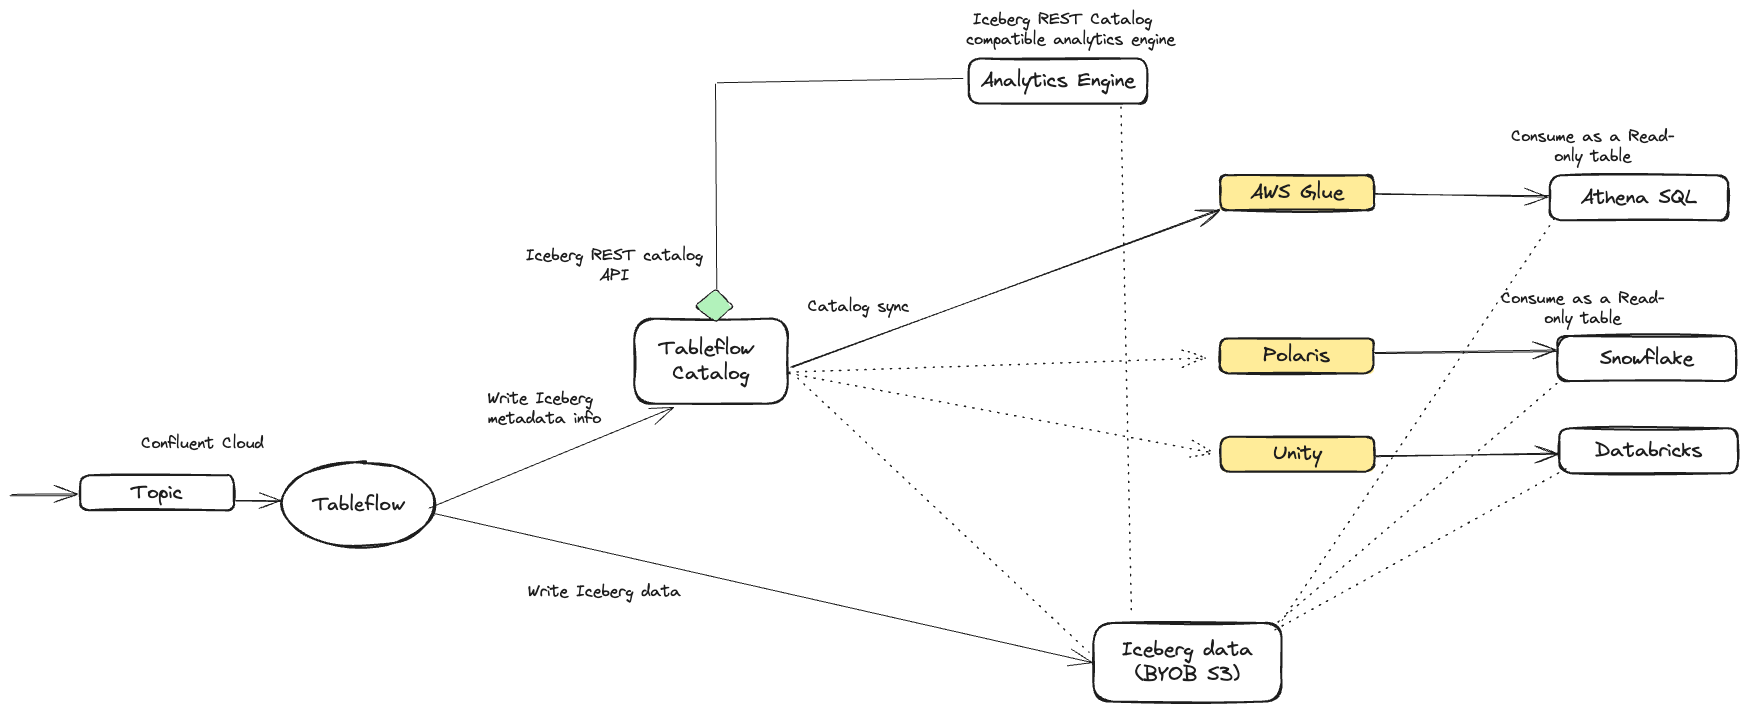 Iceberg REST Catalog
compatible analytics engine
Analytics Engine
Consume as a Read-
only table
AWS Glue
Athena SQL
Iceberg REST catalog
API
Catalog sync
Consume as a Read-
only table
Tableflow
Catalog
Polaris
Snowflake
Write Iceberg
metadata info
Confluent Cloud
Unity
Databricks
Topic
Tableflow
Write Iceberg data
Iceberg data
(BYOB S3)